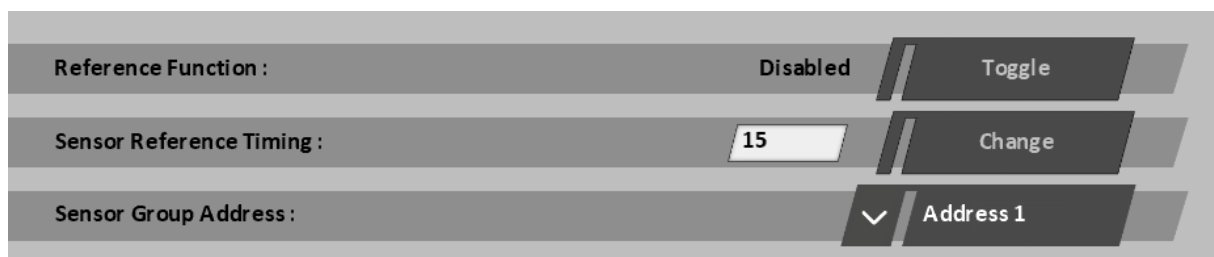 Reference Function : Disabled Toggle
Sensor Reference Timing : 15 Change
Sensor Group Address : Address 1